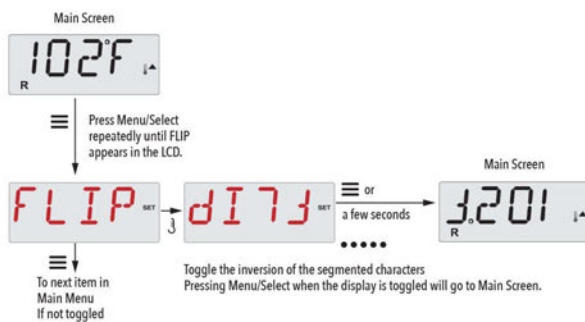 Main Screen
102°F
R
Press Menu/Select
repeatedly until FLIP
appears in the LCD.
Main Screen
FLIP SET
dI7Ⅎ SET
or
a few seconds
J.201
R
To next item in
Main Menu
If not toggled
Toggle the inversion of the segmented characters
Pressing Menu/Select when the display is toggled will go to Main Screen.